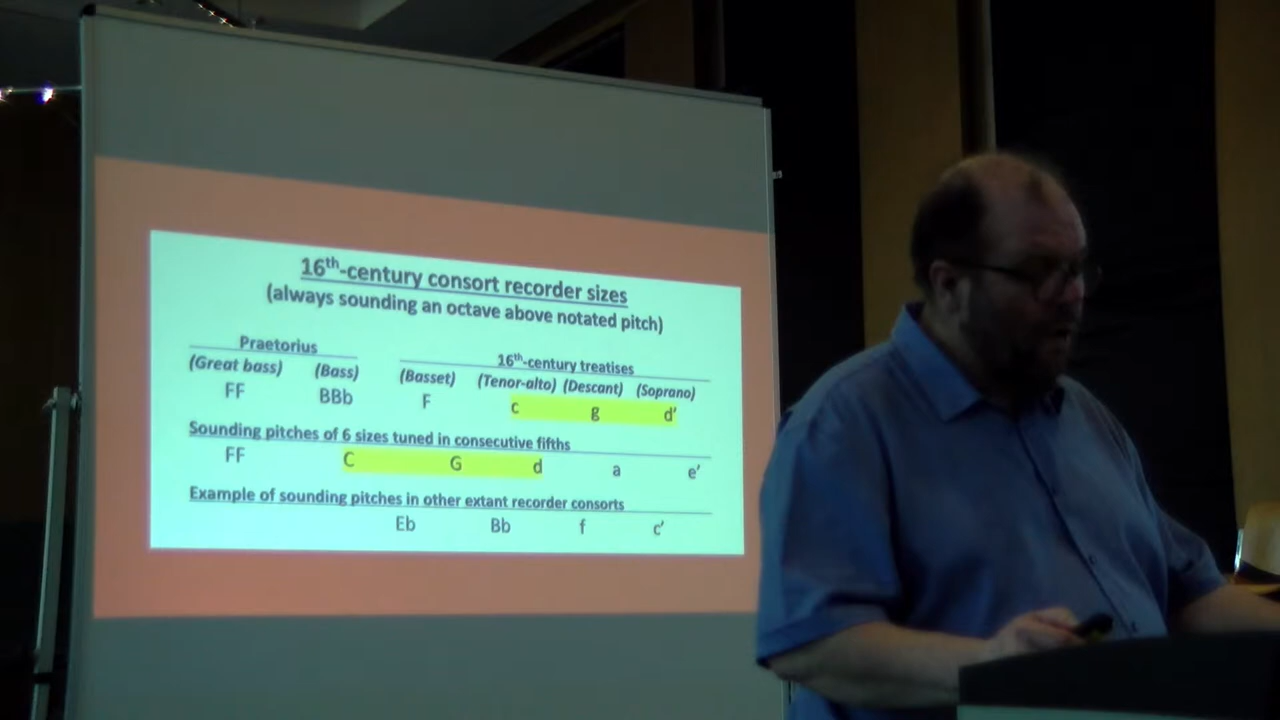 16th-century consort recorder sizes
(always sounding an octave above notated pitch)
Praetorius 16th-century treatises
(Great bass) (Bass) (Basset) (Tenor-alto) (Descant) (Soprano)
FF BBb F c g d'
Sounding pitches of 6 sizes tuned in consecutive fifths
FF C G d a e'
Example of sounding pitches in other extant recorder consorts
Eb Bb f c'